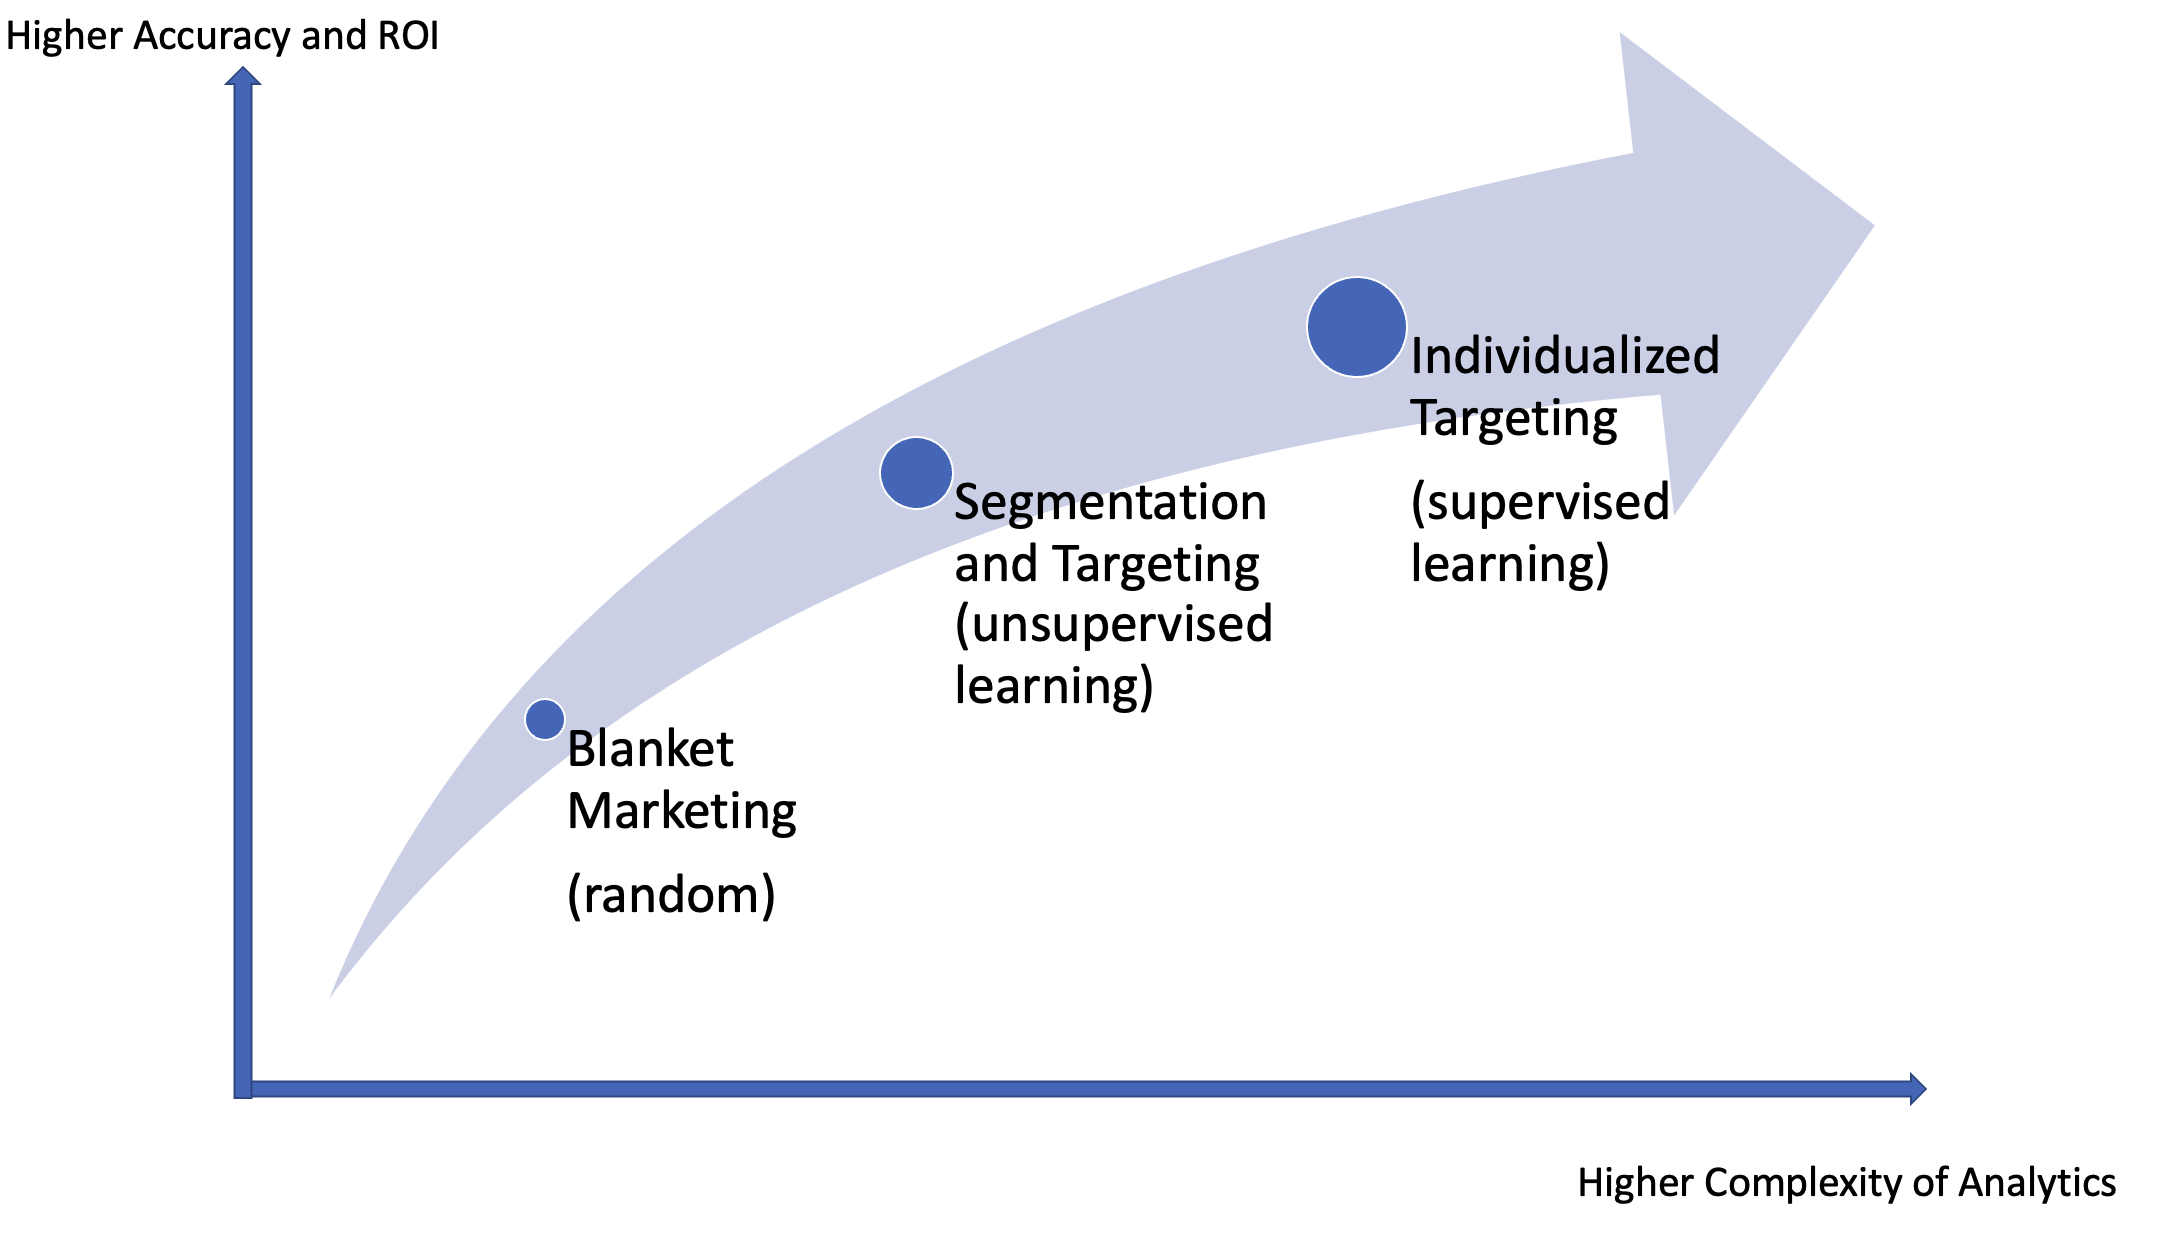 Higher Accuracy and ROI
Individualized
Targeting
(supervised
learning)
Segmentation
and Targeting
(unsupervised
learning)
Blanket
Marketing
(random)
Higher Complexity of Analytics